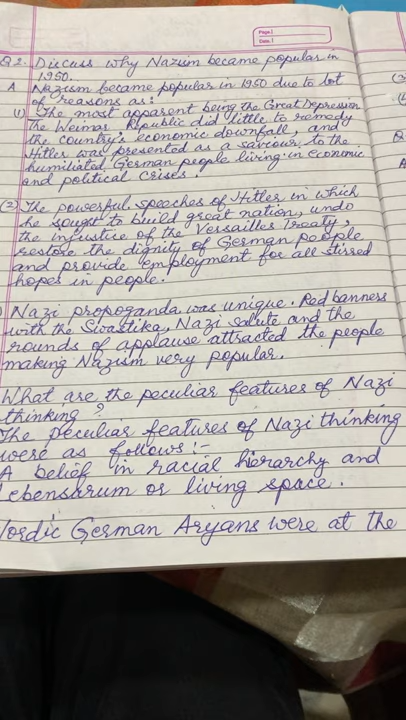 Page:
Date:
Q2. Discuss why Nazism became popular in
1950.
A Nazism became popular in 1950 due to lot
of reasons as:
(1) The most apparent being the Great Depression
The Weimar Republic did little to remedy
the country's economic downfall, and
Hitler was presented as a saviour to the
humiliated German people living in economic
and political crises.
(2) The powerful speeches of Hitler in which
he sought to build great nation, undo
the injustice of the Versailles Treaty,
restore the dignity of German people
and provide employment for all stirred
hopes in people.
) Nazi propoganda was unique. Red banners
with the Swastika, Nazi salute and the
rounds of applause attracted the people
making Nazism very popular.
What are the peculiar features of Nazi
thinking?
The peculiar features of Nazi thinking
were as follows:-
A belief in racial hierarchy and
lebensarum or living space.
Nordic German Aryans were at the